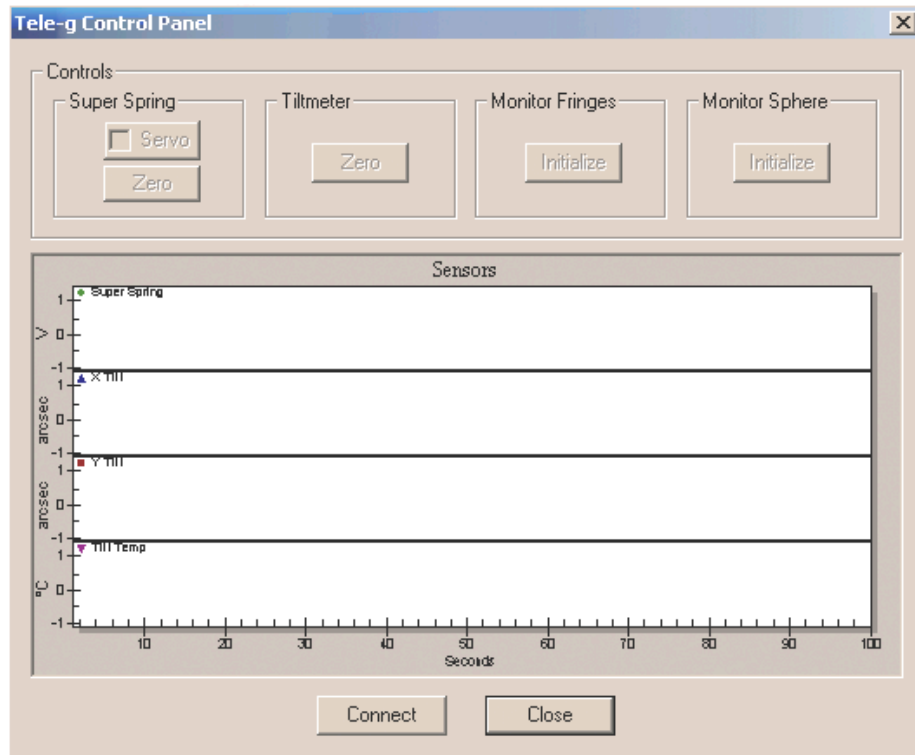 Tele-g Control Panel
Controls
Super Spring
Tiltmeter
Monitor Fringes
Monitor Sphere
Servo
Zero
Initialize
Initialize
Zero
Sensors
Super Spring
1
0
-1
V
X Tilt
1
0
-1
arcsec
Y Tilt
1
0
-1
arcsec
Tilt Temp
1
0
-1
°C
10 20 30 40 50 60 70 80 90 100
Seconds
Connect
Close